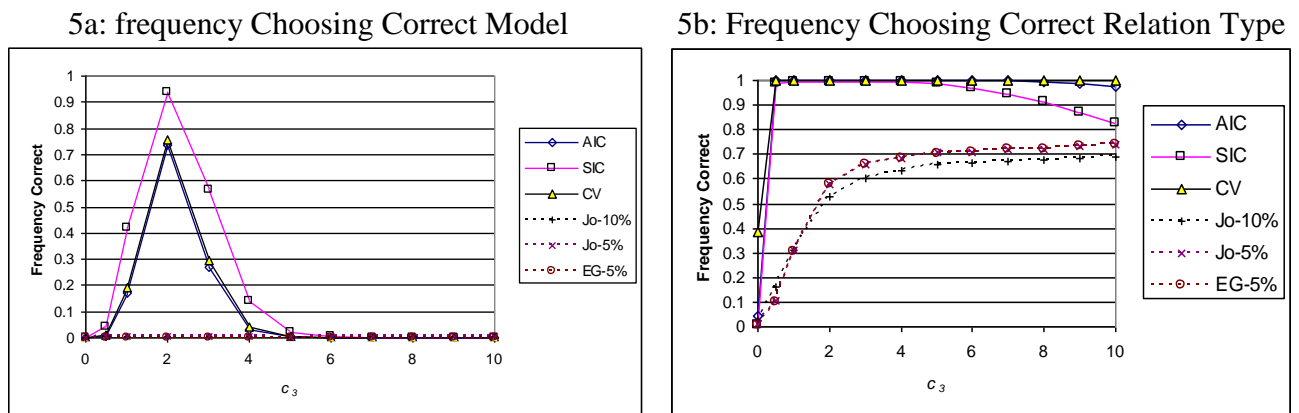 5a: frequency Choosing Correct Model
1
0.9
0.8
0.7
0.6
0.5
0.4
0.3
0.2
0.1
0
Frequency Correct
0 2 4 6 8 10
c 3
AIC
SIC
CV
Jo-10%
Jo-5%
EG-5%
5b: Frequency Choosing Correct Relation Type
1
0.9
0.8
0.7
0.6
0.5
0.4
0.3
0.2
0.1
0
Frequency Correct
0 2 4 6 8 10
c 3
AIC
SIC
CV
Jo-10%
Jo-5%
EG-5%